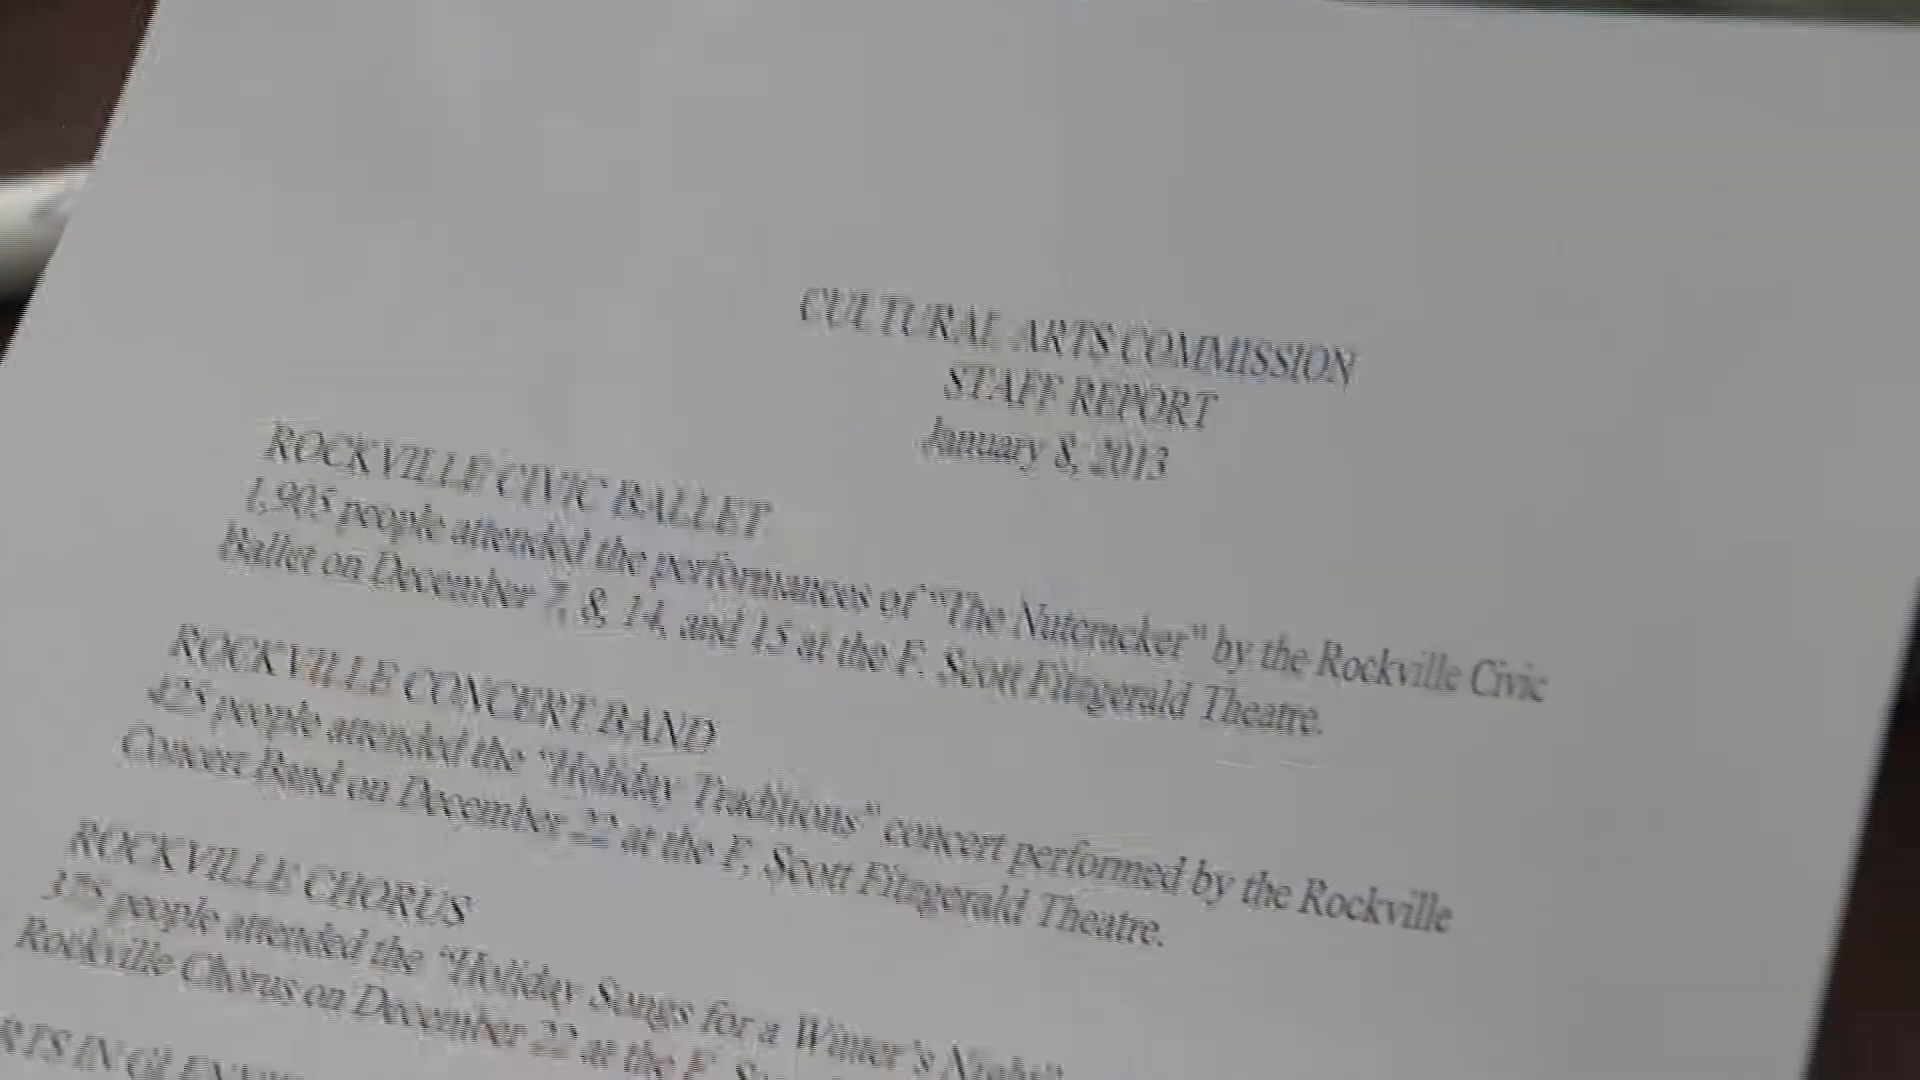 CULTURAL ARTS COMMISSION
STAFF REPORT
January 8, 2013
ROCKVILLE CIVIC BALLET
1,905 people attended the performances of "The Nutcracker" by the Rockville Civic
Ballet on December 7, 8, 14, and 15 at the F. Scott Fitzgerald Theatre.
ROCKVILLE CONCERT BAND
425 people attended the "Holiday Traditions" concert performed by the Rockville
Concert Band on December 22 at the F. Scott Fitzgerald Theatre.
ROCKVILLE CHORUS
375 people attended the "Holiday Songs for a Winter's Night"
Rockville Chorus on December 22 at the F.
IN